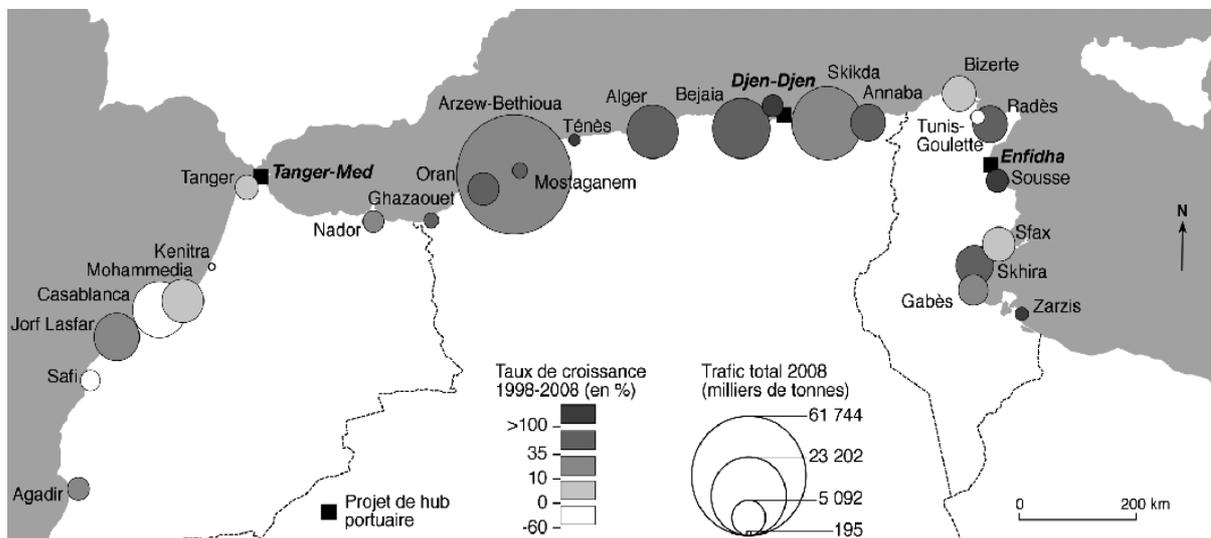 Bizerte
Djen-Djen
Skikda
Arzew-Bethioua
Alger
Bejaia
Annaba
Radès
Ténès
Tunis-
Goulette
Enfidha
Tanger
Tanger-Med
Oran
Mostaganem
Sousse
Ghazaouet
Nador
N
Sfax
Kenitra
Mohammedia
Skhira
Casablanca
Gabès
Zarzis
Jorf Lasfar
Safi
Agadir
Taux de croissance
1998-2008 (en %)
>100
35
10
0
-60
Trafic total 2008
(milliers de tonnes)
61 744
23 202
5 092
195
Projet de hub
portuaire
0 200 km